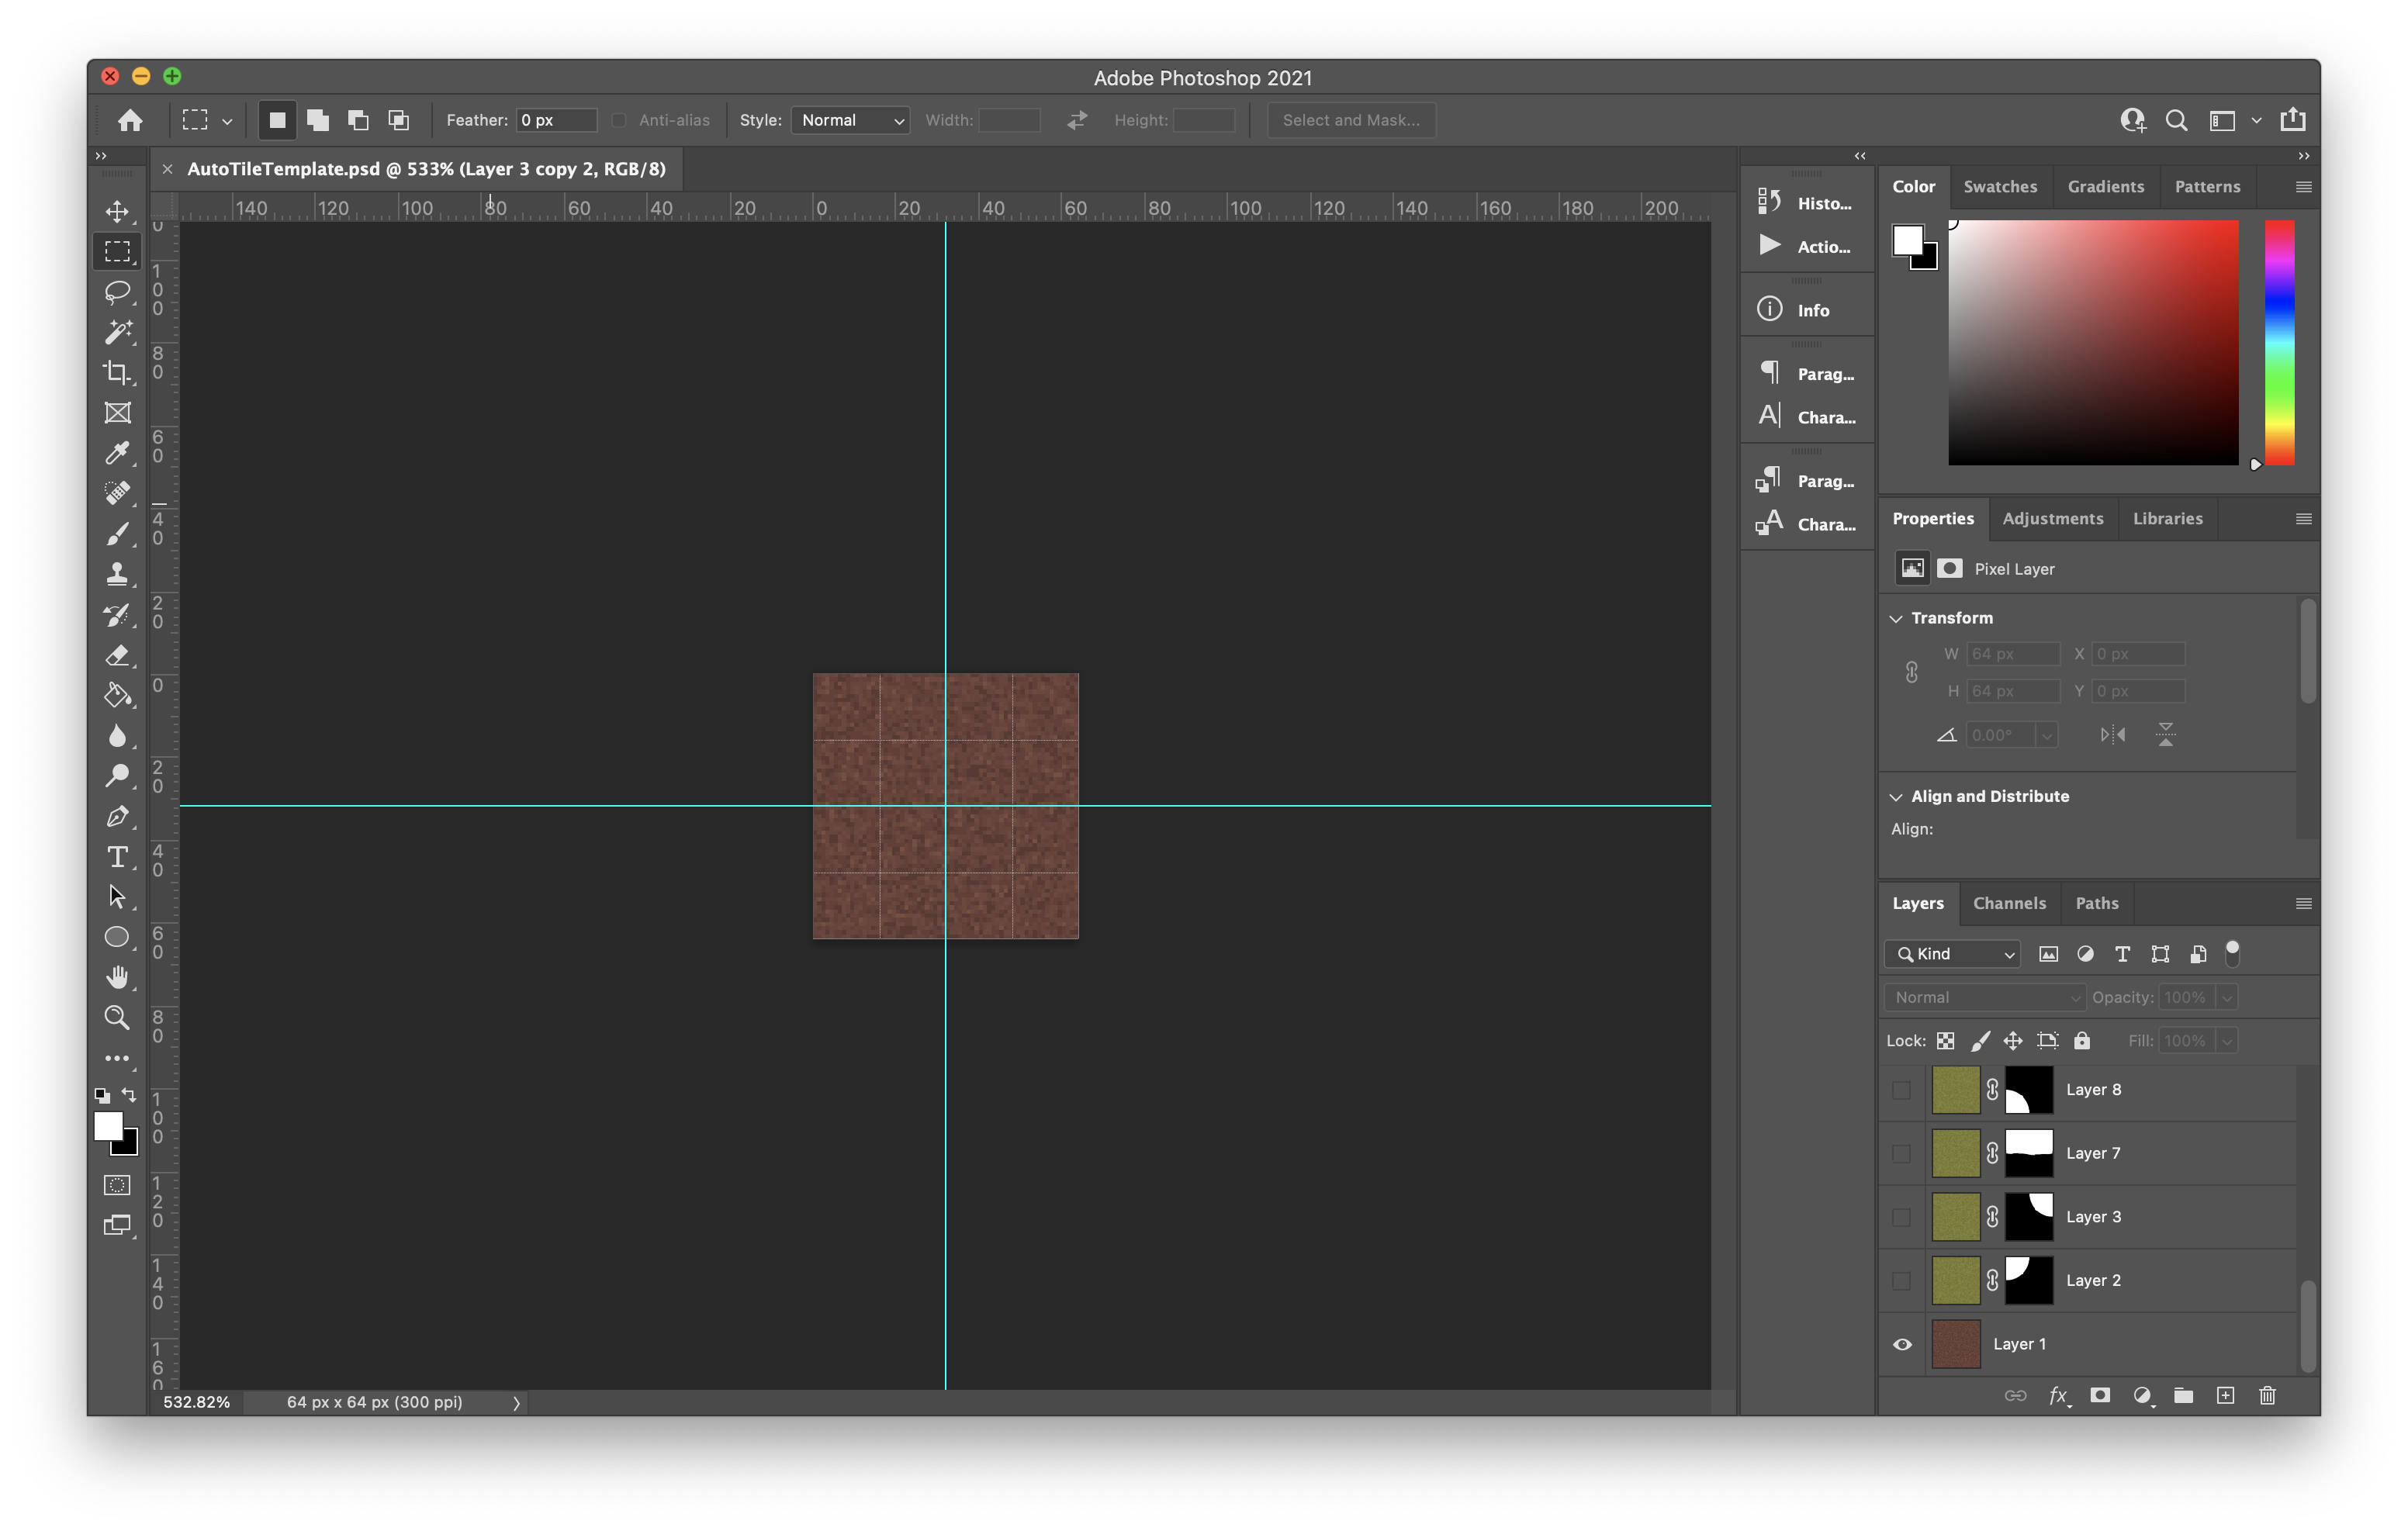 Adobe Photoshop 2021
Feather: 0 px Anti-alias Style: Normal Width: Height: Select and Mask...
AutoTileTemplate.psd @ 533% (Layer 3 copy 2, RGB/8)
140 120 100 80 60 40 20 0 20 40 60 80 100 120 140 160 180 200
0
100
80
60
40
20
0
20
40
60
80
100
120
140
160
532.82% 64 px x 64 px (300 ppi)
Histo...
Actio...
Info
Parag...
Chara...
Parag...
Chara...
Color Swatches Gradients Patterns
Properties Adjustments Libraries
Pixel Layer
Transform
W 64 px X 0 px
H 64 px Y 0 px
0.00°
Align and Distribute
Align:
Layers Channels Paths
Kind
Normal Opacity: 100%
Lock: Fill: 100%
Layer 8
Layer 7
Layer 3
Layer 2
Layer 1
fx